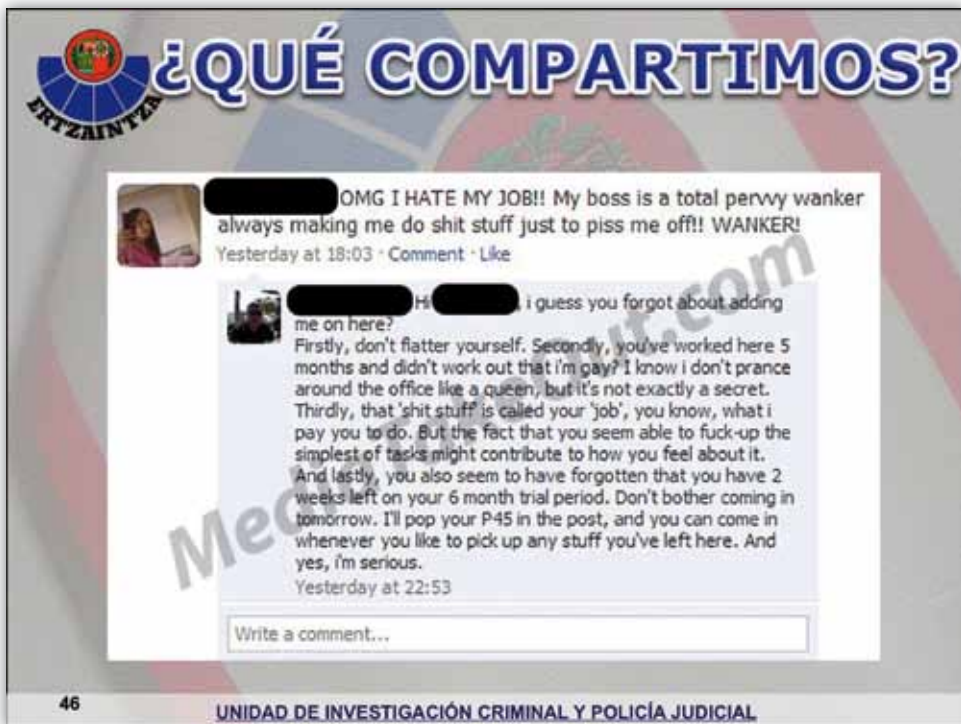 ¿QUÉ COMPARTIMOS?
ERTZAINTZA
OMG I HATE MY JOB!! My boss is a total pervvy wanker
always making me do shit stuff just to piss me off!! WANKER!
Yesterday at 18:03 · Comment · Like
Hi , i guess you forgot about adding
me on here?
Firstly, don't flatter yourself. Secondly, you've worked here 5
months and didn't work out that i'm gay? I know i don't prance
around the office like a queen, but it's not exactly a secret.
Thirdly, that 'shit stuff' is called your 'job', you know, what i
pay you to do. But the fact that you seem able to fuck-up the
simplest of tasks might contribute to how you feel about it.
And lastly, you also seem to have forgotten that you have 2
weeks left on your 6 month trial period. Don't bother coming in
tomorrow. I'll pop your P45 in the post, and you can come in
whenever you like to pick up any stuff you've left here. And
yes, i'm serious.
Yesterday at 22:53
Write a comment...
MediaTakeOut.com
46
UNIDAD DE INVESTIGACIÓN CRIMINAL Y POLICÍA JUDICIAL